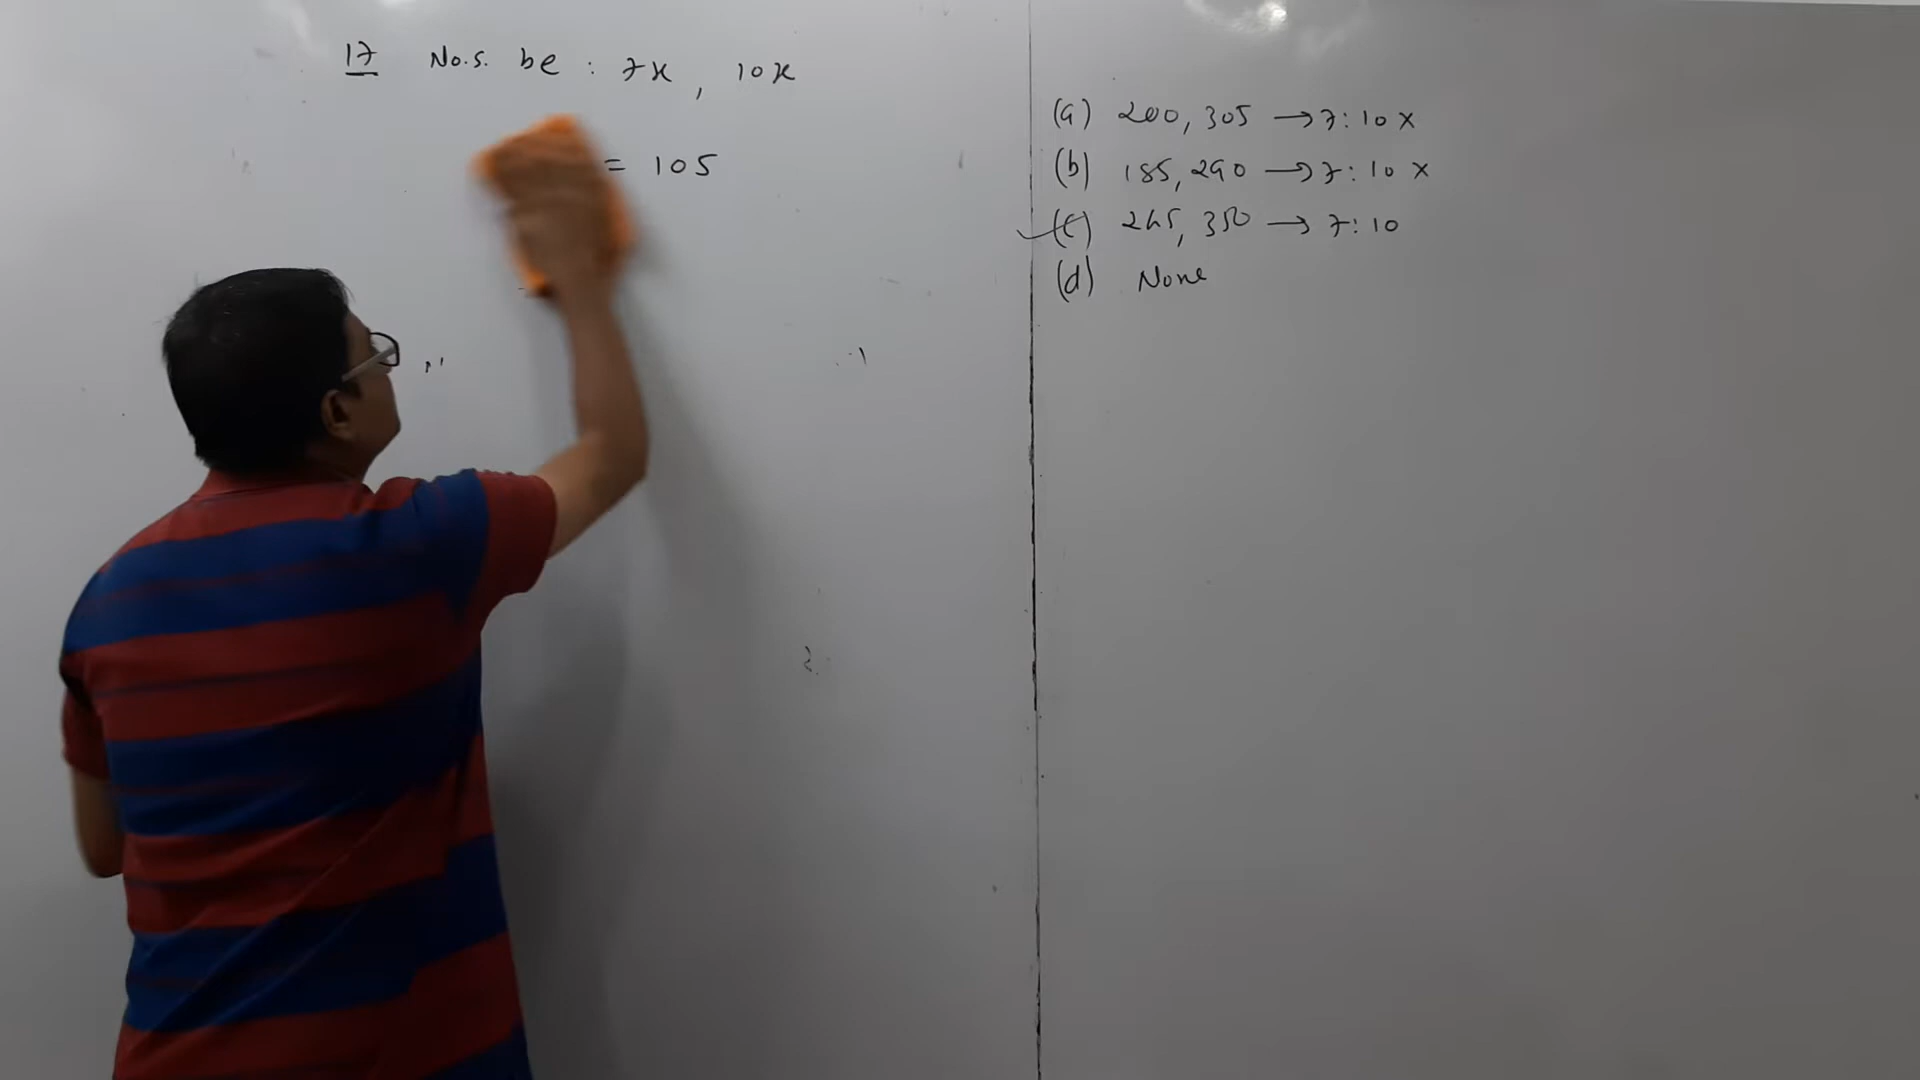 17 No.s. be : 7x , 10x
= 105
(a) 200, 305 → 7:10 ×
(b) 185, 290 → 7:10 ×
(c) 245, 350 → 7:10
(d) None